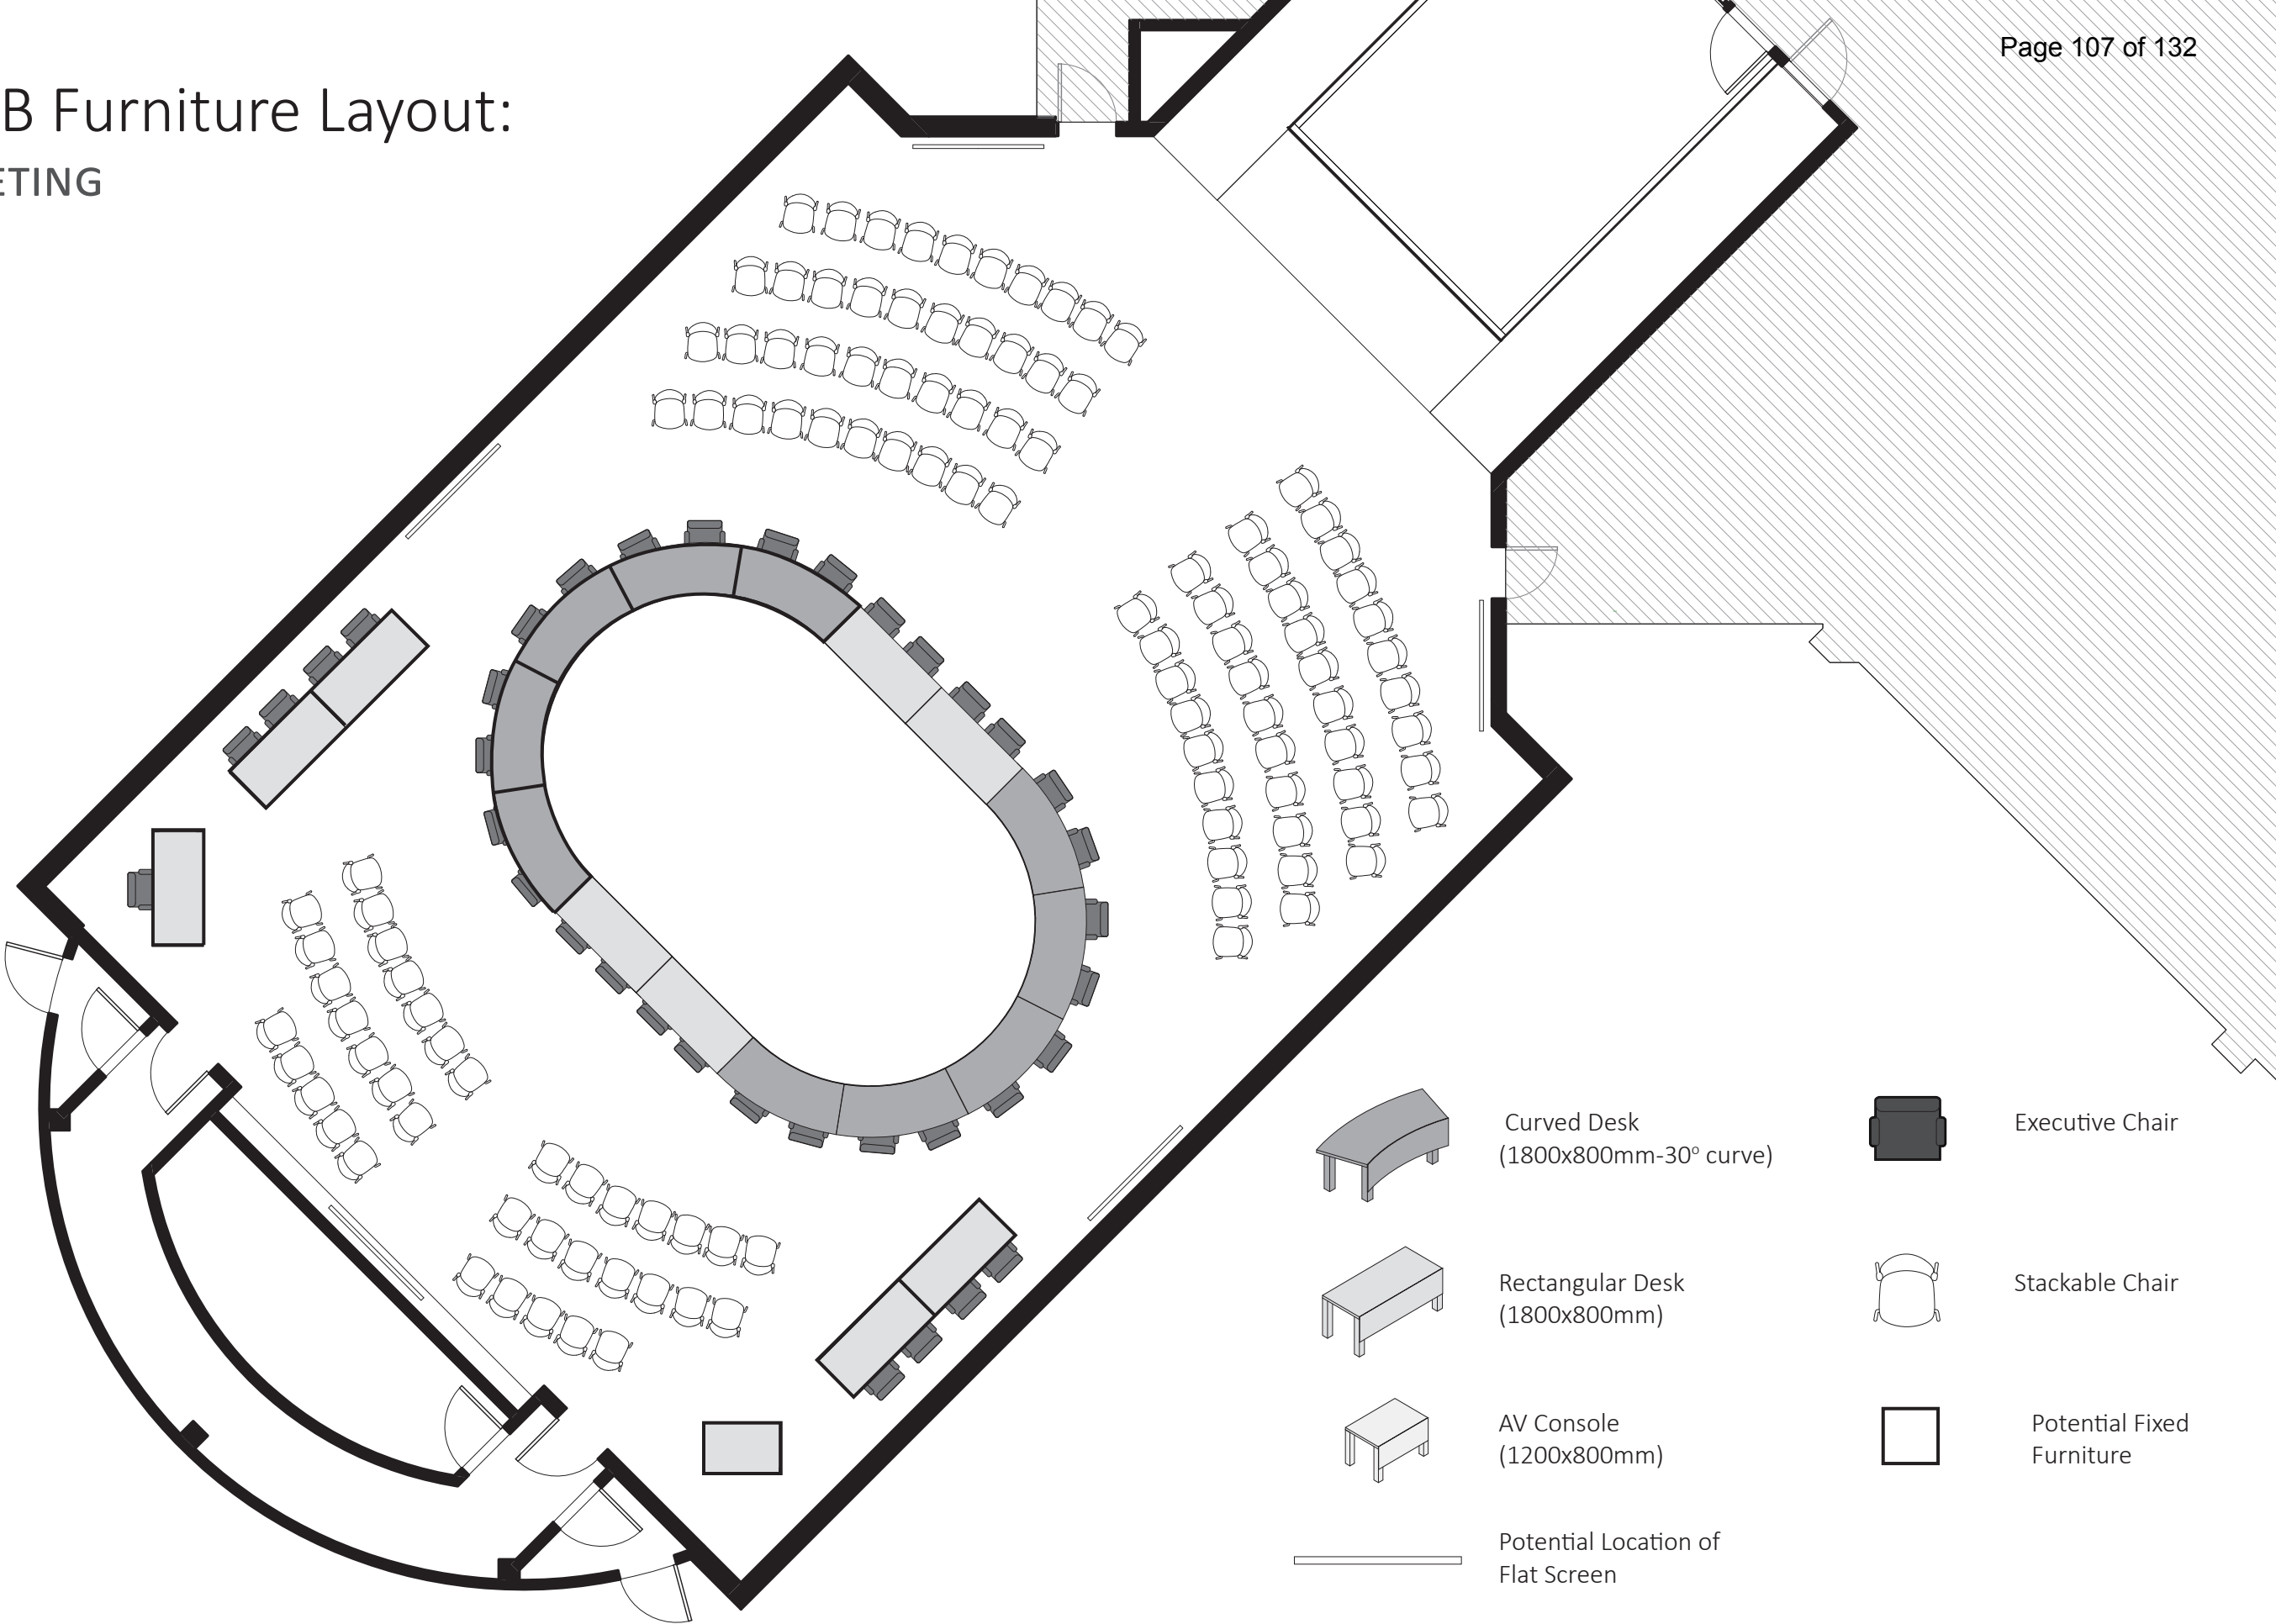 Page 107 of 132
B Furniture Layout:
ETING
Curved Desk
(1800x800mm-30º curve)
Executive Chair
Rectangular Desk
(1800x800mm)
Stackable Chair
AV Console
(1200x800mm)
Potential Fixed
Furniture
Potential Location of
Flat Screen